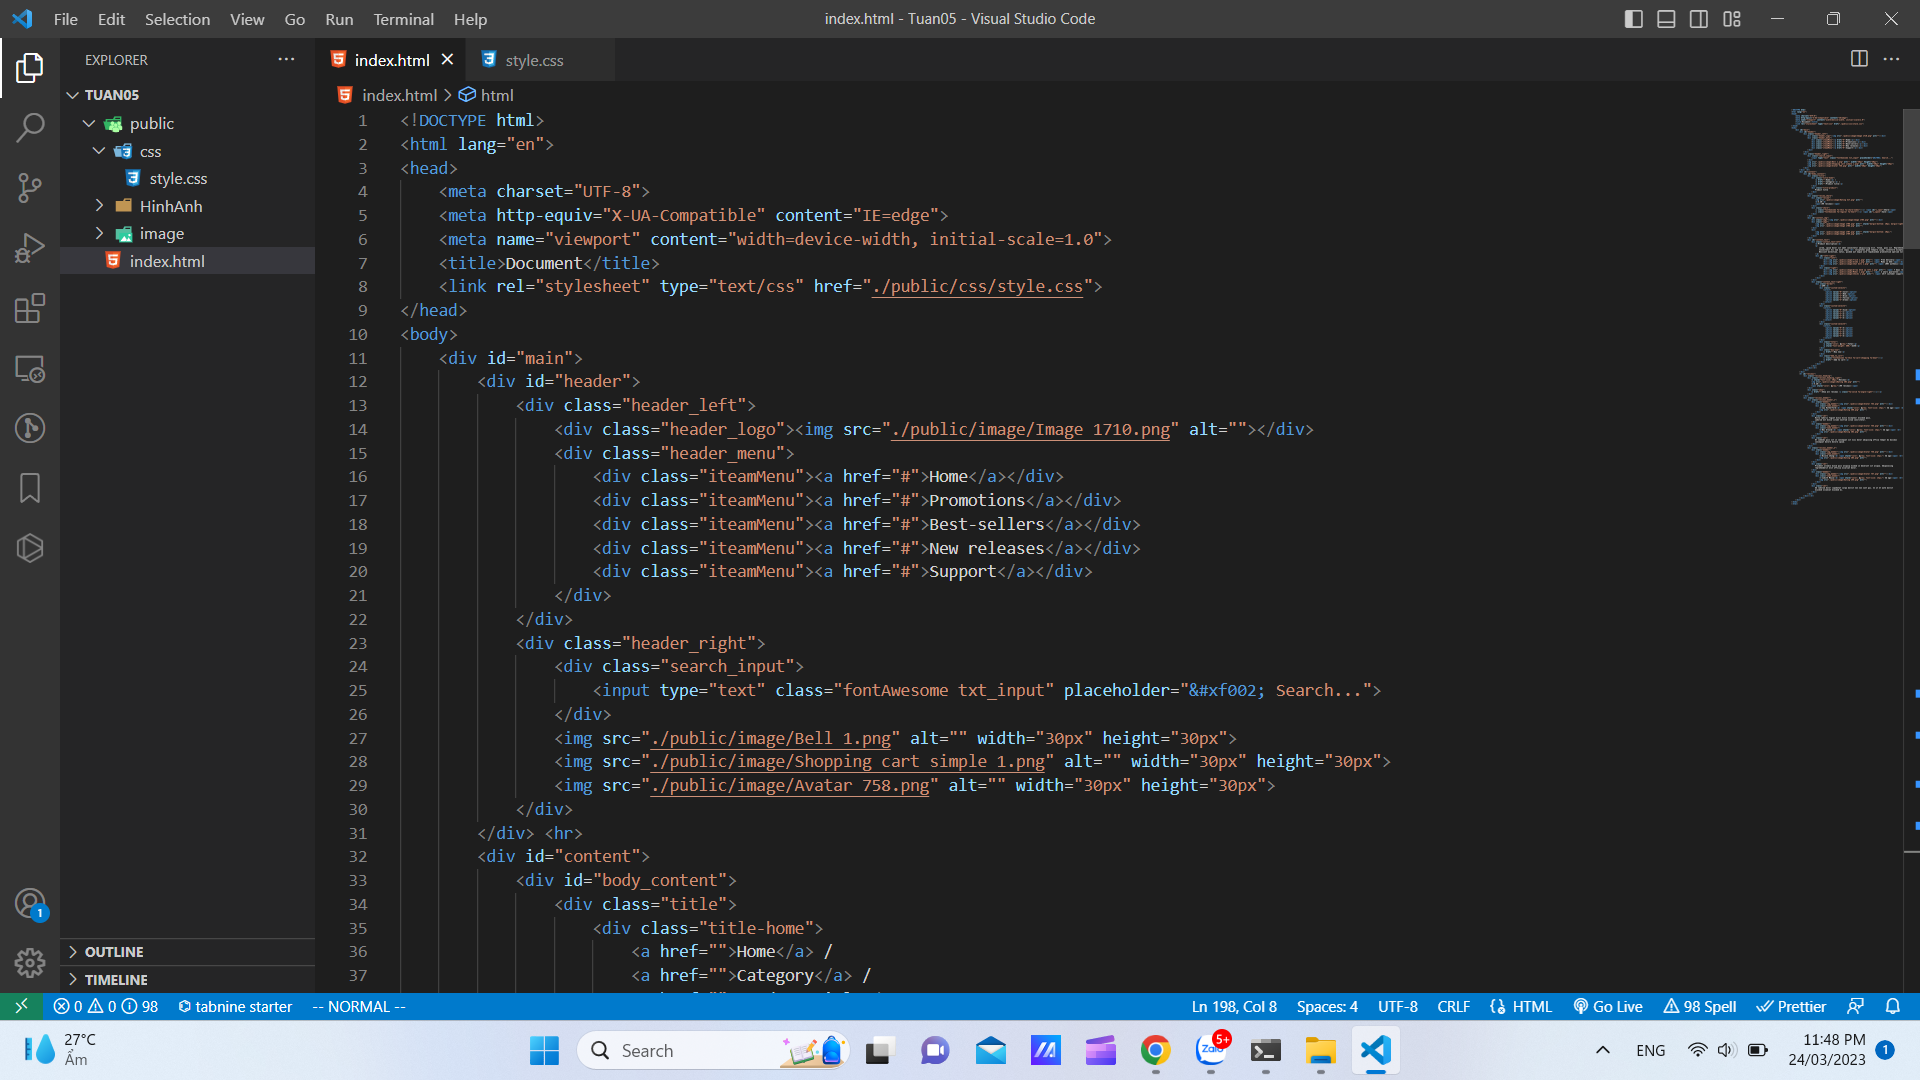 File Edit Selection View Go Run Terminal Help
index.html - Tuan05 - Visual Studio Code
EXPLORER
TUAN05
public
css
style.css
HinhAnh
image
index.html
OUTLINE
TIMELINE
index.html
style.css
index.html > html
1 <!DOCTYPE html>
2 <html lang="en">
3 <head>
4 <meta charset="UTF-8">
5 <meta http-equiv="X-UA-Compatible" content="IE=edge">
6 <meta name="viewport" content="width=device-width, initial-scale=1.0">
7 <title>Document</title>
8 <link rel="stylesheet" type="text/css" href="./public/css/style.css">
9 </head>
10 <body>
11 <div id="main">
12 <div id="header">
13 <div class="header_left">
14 <div class="header_logo"><img src="./public/image/Image 1710.png" alt=""></div>
15 <div class="header_menu">
16 <div class="iteamMenu"><a href="#">Home</a></div>
17 <div class="iteamMenu"><a href="#">Promotions</a></div>
18 <div class="iteamMenu"><a href="#">Best-sellers</a></div>
19 <div class="iteamMenu"><a href="#">New releases</a></div>
20 <div class="iteamMenu"><a href="#">Support</a></div>
21 </div>
22 </div>
23 <div class="header_right">
24 <div class="search_input">
25 <input type="text" class="fontAwesome txt_input" placeholder="&#xf002; Search...">
26 </div>
27 <img src="./public/image/Bell 1.png" alt="" width="30px" height="30px">
28 <img src="./public/image/Shopping cart simple 1.png" alt="" width="30px" height="30px">
29 <img src="./public/image/Avatar 758.png" alt="" width="30px" height="30px">
30 </div>
31 </div> <hr>
32 <div id="content">
33 <div id="body_content">
34 <div class="title">
35 <div class="title-home">
36 <a href="">Home</a> /
37 <a href="">Category</a> /
1
0 0 98 tabnine starter -- NORMAL --
Ln 198, Col 8 Spaces: 4 UTF-8 CRLF HTML Go Live 98 Spell Prettier
27°C
Ẩm
Search
Zalo
5+
ENG
11:48 PM
24/03/2023
1